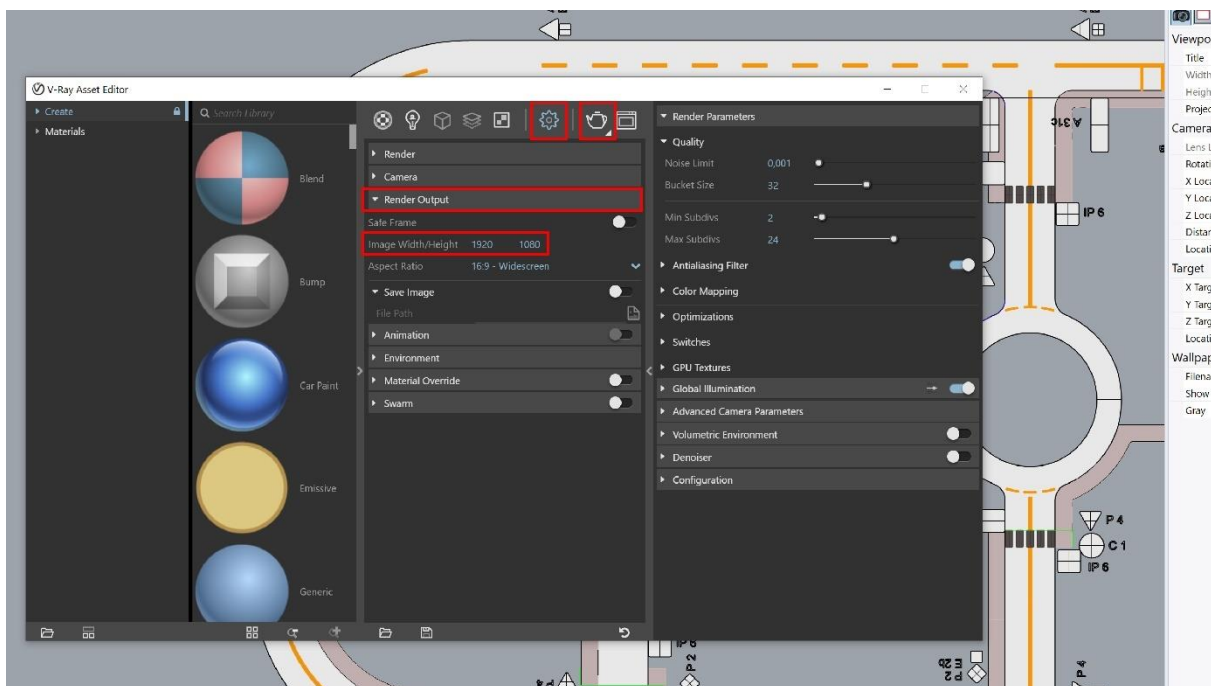 V-Ray Asset Editor
Create
Materials
Search Library
Blend
Bump
Car Paint
Emissive
Generic
Render
Camera
Render Output
Safe Frame
Image Width/Height 1920 1080
Aspect Ratio 16:9 - Widescreen
Save Image
File Path
Animation
Environment
Material Override
Swarm
Render Parameters
Quality
Noise Limit 0,001
Bucket Size 32
Min Subdivs 2
Max Subdivs 24
Antialiasing Filter
Color Mapping
Optimizations
Switches
GPU Textures
Global Illumination
Advanced Camera Parameters
Volumetric Environment
Denoiser
Configuration
A 31c
IP 6
P 4
C 1
IP 6
P 2
P 4
Viewpo
Title
Width
Height
Projec
Camera
Lens L
Rotati
X Loca
Y Loca
Z Loca
Distan
Locati
Target
X Targ
Y Targ
Z Targ
Locati
Wallpap
Filena
Show
Gray